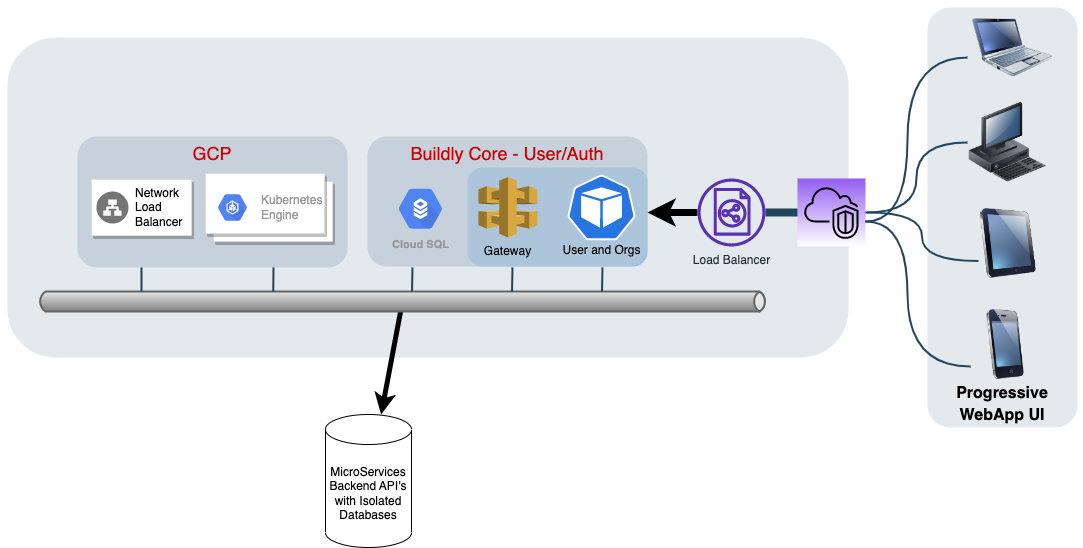 GCP
Network
Load
Balancer
Kubernetes
Engine
Buildly Core - User/Auth
Cloud SQL
Gateway
User and Orgs
Load Balancer
Progressive
WebApp UI
MicroServices
Backend API's
with Isolated
Databases